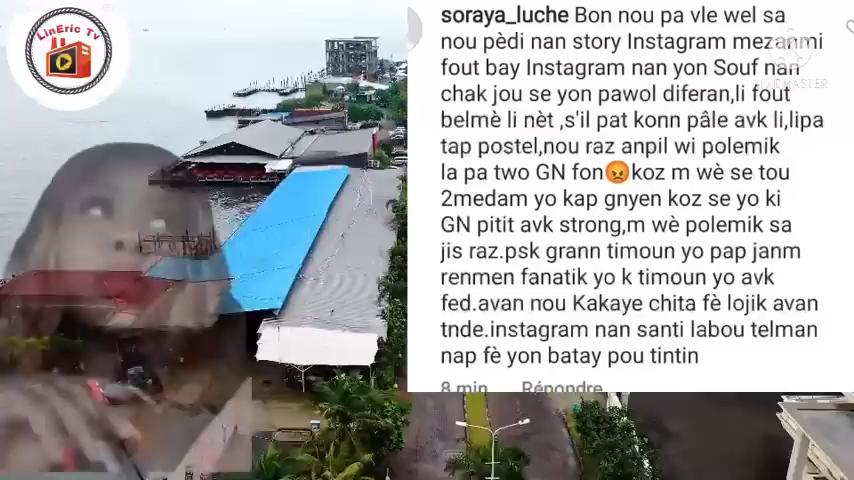 LinEric Tv
soraya_luche Bon nou pa vle wel sa
nou pèdi nan story Instagram mezanmi
fout bay Instagram nan yon Souf nan
chak jou se yon pawol diferan,li fout
belmè li nèt ,s'il pat konn pâle avk li,lipa
tap postel,nou raz anpil wi polemik
la pa two GN fon😡koz m wè se tou
2medam yo kap gnyen koz se yo ki
GN pitit avk strong,m wè polemik sa
jis raz.psk grann timoun yo pap janm
renmen fanatik yo k timoun yo avk
fed.avan nou Kakaye chita fè lojik avan
tnde.instagram nan santi labou telman
nap fè yon batay pou tintin
8 min Répondre